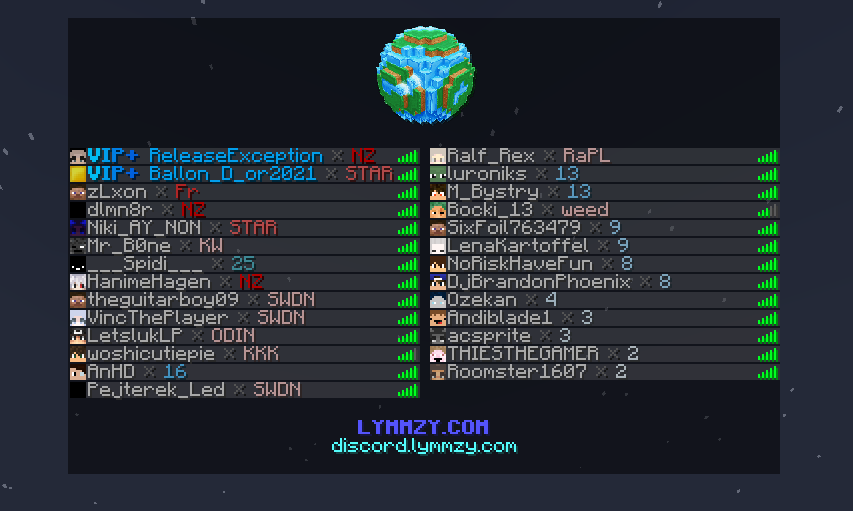 VIP+ ReleaseException × NZ
VIP+ Ballon_D_or2021 × STAR
zLxon × Fr
dlmn8r × NZ
Niki_AY_NON × STAR
Mr_B0ne × KW
___Spidi___ × 25
HanimeHagen × NZ
theguitarboy09 × SWDN
VincThePlayer × SWDN
LetslukLP × ODIN
woshicutiepie × KKK
AnHD × 16
Pejterek_Led × SWDN
Ralf_Rex × RaPL
luroniks × 13
M_Bystry × 13
Bocki_13 × weed
SixFoil763479 × 9
LenaKartoffel × 9
NoRiskHaveFun × 8
DjBrandonPhoenix × 8
Ozekan × 4
Andiblade1 × 3
acsprite × 3
THIESTHEGAMER × 2
Roomster1607 × 2
LYMMZY.COM
discord.lymmzy.com